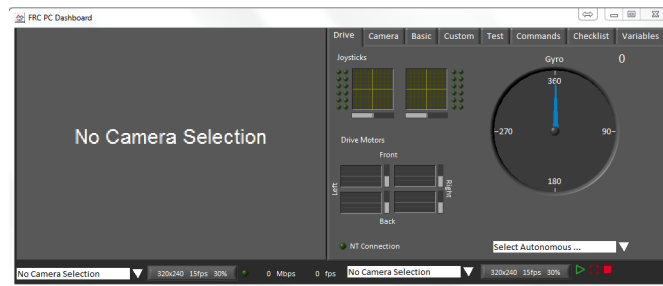 FRC PC Dashboard
Drive Camera Basic Custom Test Commands Checklist Variables
No Camera Selection
Joysticks
Gyro 0
360
270 90
180
Drive Motors
Front
Left Right
Back
NT Connection
Select Autonomous ...
No Camera Selection 320x240 15fps 30% 0 Mbps 0 fps No Camera Selection 320x240 15fps 30%